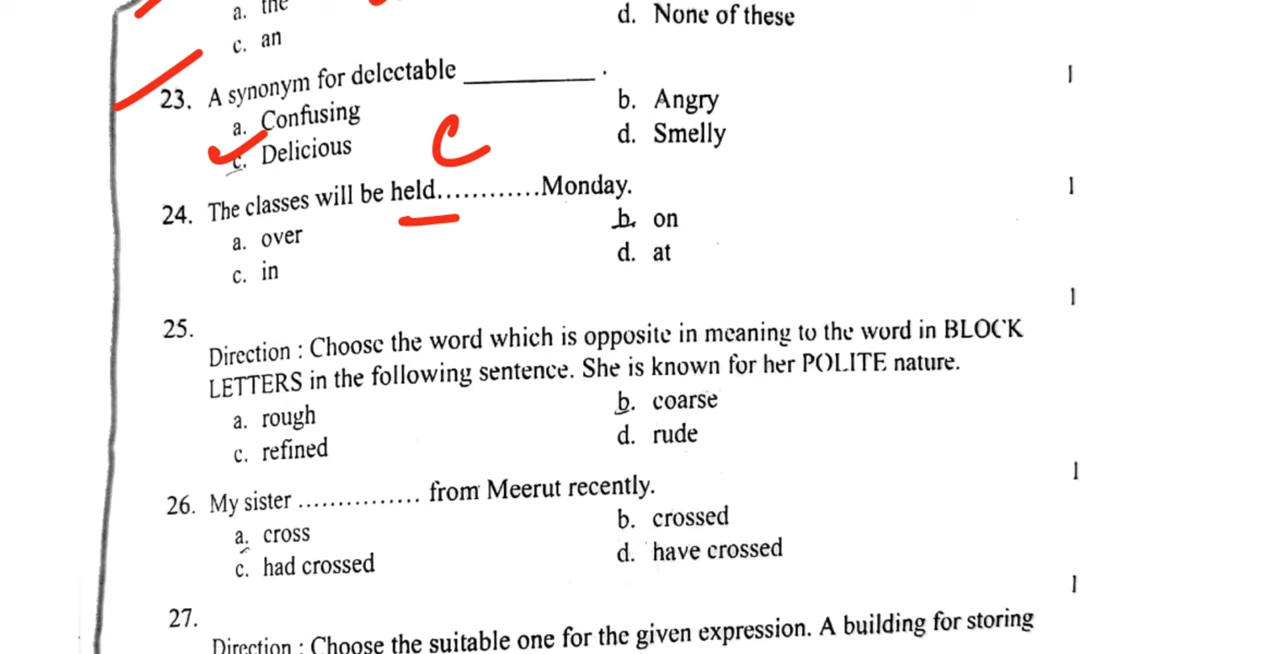 a. the
d. None of these
c. an
23. A synonym for delectable __________ .
1
a. Confusing
b. Angry
c. Delicious
d. Smelly
C
24. The classes will be held............Monday.
1
a. over
b. on
c. in
d. at
25.
1
Direction : Choose the word which is opposite in meaning to the word in BLOCK
LETTERS in the following sentence. She is known for her POLITE nature.
a. rough
b. coarse
c. refined
d. rude
26. My sister ............... from Meerut recently.
1
a. cross
b. crossed
c. had crossed
d. have crossed
27.
1
Direction : Choose the suitable one for the given expression. A building for storing